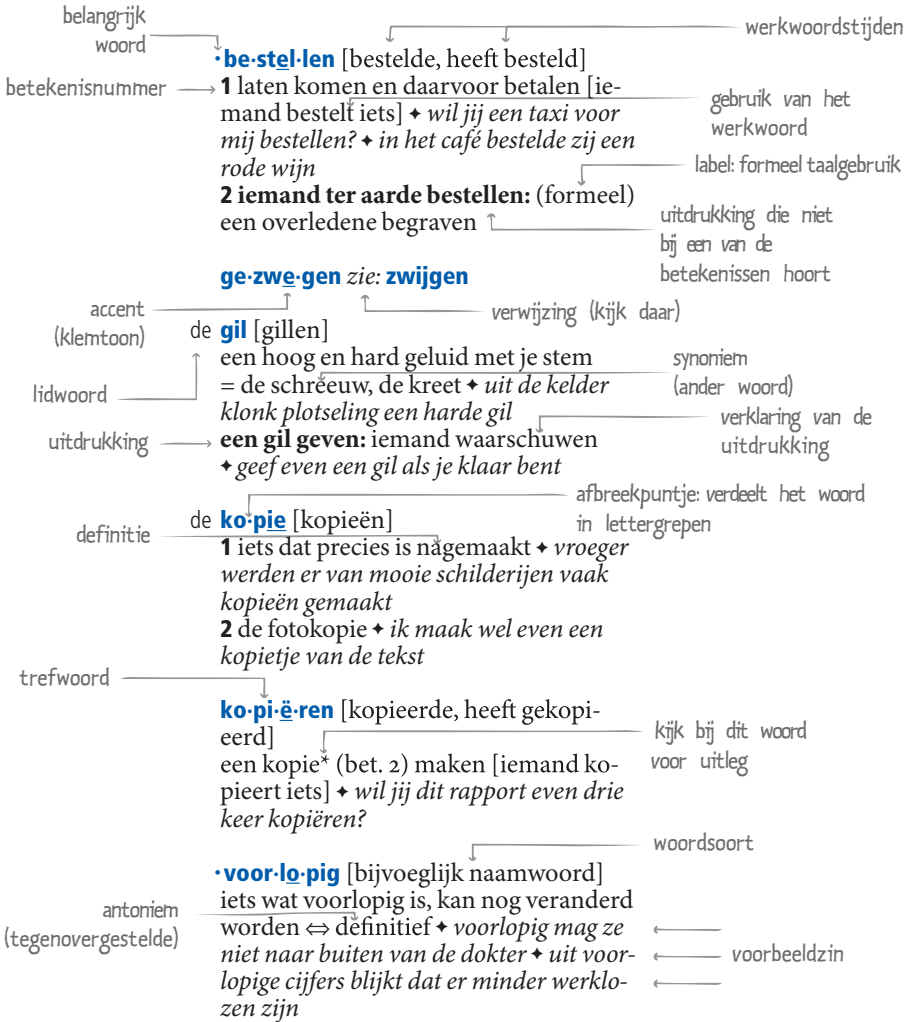 belangrijk
woord
werkwoordstijden
·be·stel·len [bestelde, heeft besteld]
betekenisnummer
1 laten komen en daarvoor betalen [ie-
mand bestelt iets] ✦ wil jij een taxi voor
gebruik van het
werkwoord
mij bestellen? ✦ in het café bestelde zij een
rode wijn
label: formeel taalgebruik
2 iemand ter aarde bestellen: (formeel)
een overledene begraven
uitdrukking die niet
bij een van de
betekenissen hoort
ge·zwe·gen zie: zwijgen
accent
(klemtoon)
verwijzing (kijk daar)
de gil [gillen]
een hoog en hard geluid met je stem
synoniem
(ander woord)
lidwoord
= de schreeuw, de kreet ✦ uit de kelder
klonk plotseling een harde gil
verklaring van de
uitdrukking
uitdrukking
een gil geven: iemand waarschuwen
✦ geef even een gil als je klaar bent
afbreekpuntje: verdeelt het woord
in lettergrepen
de ko·pie [kopieën]
definitie
1 iets dat precies is nagemaakt ✦ vroeger
werden er van mooie schilderijen vaak
kopieën gemaakt
2 de fotokopie ✦ ik maak wel even een
kopietje van de tekst
trefwoord
ko·pi·ë·ren [kopieerde, heeft gekopi-
eerd]
kijk bij dit woord
voor uitleg
een kopie* (bet. 2) maken [iemand ko-
pieert iets] ✦ wil jij dit rapport even drie
keer kopiëren?
woordsoort
·voor·lo·pig [bijvoeglijk naamwoord]
iets wat voorlopig is, kan nog veranderd
antoniem
(tegenovergestelde)
worden ⇔ definitief ✦ voorlopig mag ze
niet naar buiten van de dokter ✦ uit voor-
voorbeeldzin
lopige cijfers blijkt dat er minder werklo-
zen zijn